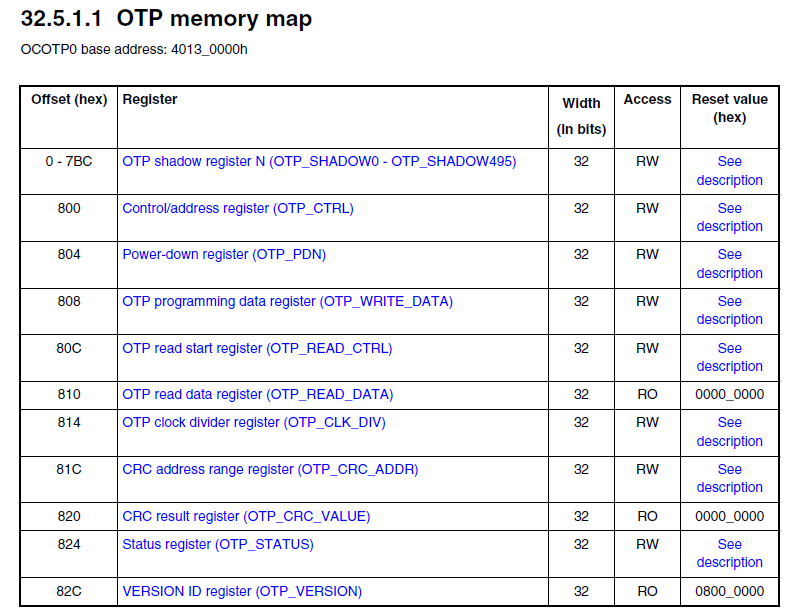 32.5.1.1 OTP memory map
OCOTP0 base address: 4013_0000h
Offset (hex) Register Width (In bits) Access Reset value (hex)
0 - 7BC OTP shadow register N (OTP_SHADOW0 - OTP_SHADOW495) 32 RW See description
800 Control/address register (OTP_CTRL) 32 RW See description
804 Power-down register (OTP_PDN) 32 RW See description
808 OTP programming data register (OTP_WRITE_DATA) 32 RW See description
80C OTP read start register (OTP_READ_CTRL) 32 RW See description
810 OTP read data register (OTP_READ_DATA) 32 RO 0000_0000
814 OTP clock divider register (OTP_CLK_DIV) 32 RW See description
81C CRC address range register (OTP_CRC_ADDR) 32 RW See description
820 CRC result register (OTP_CRC_VALUE) 32 RO 0000_0000
824 Status register (OTP_STATUS) 32 RW See description
82C VERSION ID register (OTP_VERSION) 32 RO 0800_0000